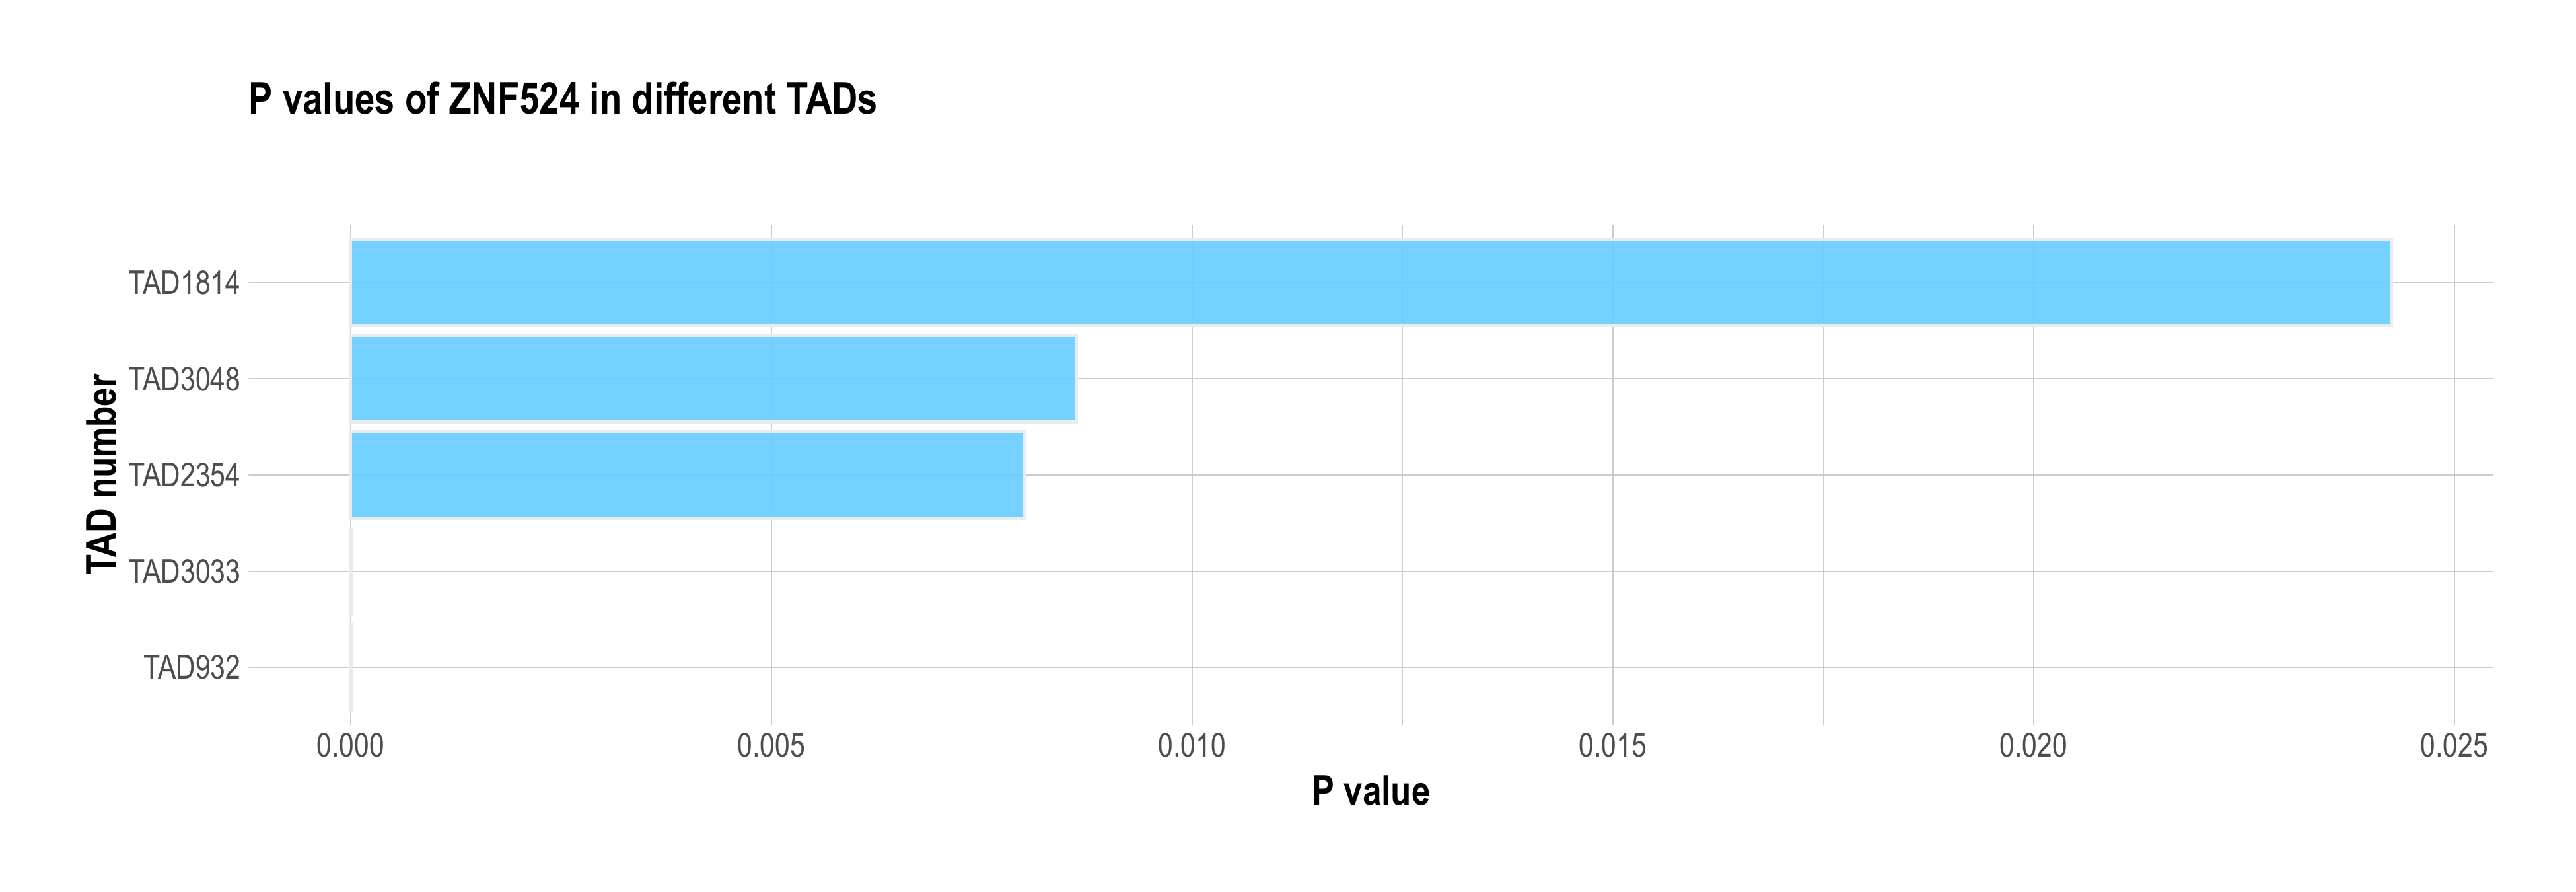 P values of ZNF524 in different TADs
TAD number
TAD1814
TAD3048
TAD2354
TAD3033
TAD932
0.000 0.005 0.010 0.015 0.020 0.025
P value